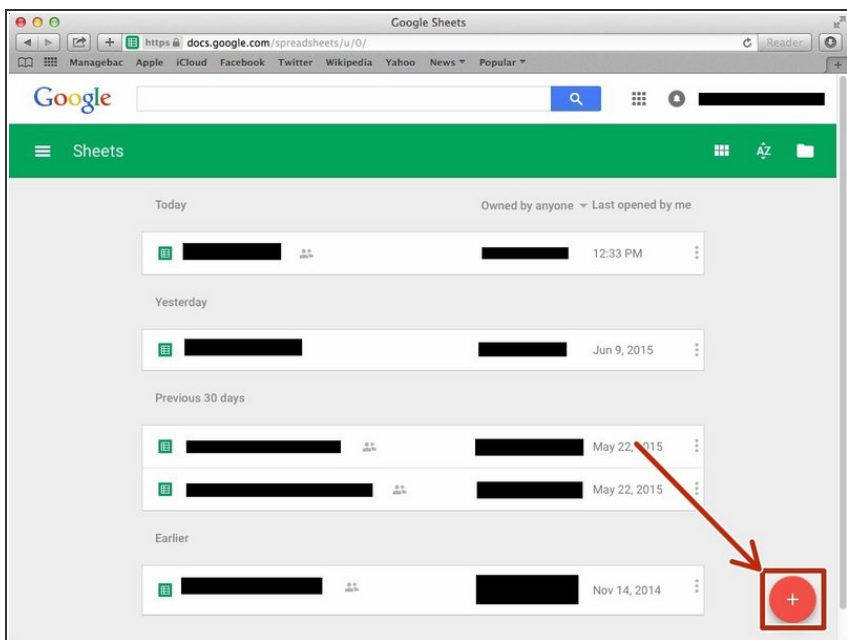 Google Sheets
https docs.google.com/spreadsheets/u/0/
Reader
Managebac Apple iCloud Facebook Twitter Wikipedia Yahoo News Popular
Google
Sheets
AZ
Today Owned by anyone Last opened by me
12:33 PM
Yesterday
Jun 9, 2015
Previous 30 days
May 22, 2015
May 22, 2015
Earlier
Nov 14, 2014
+